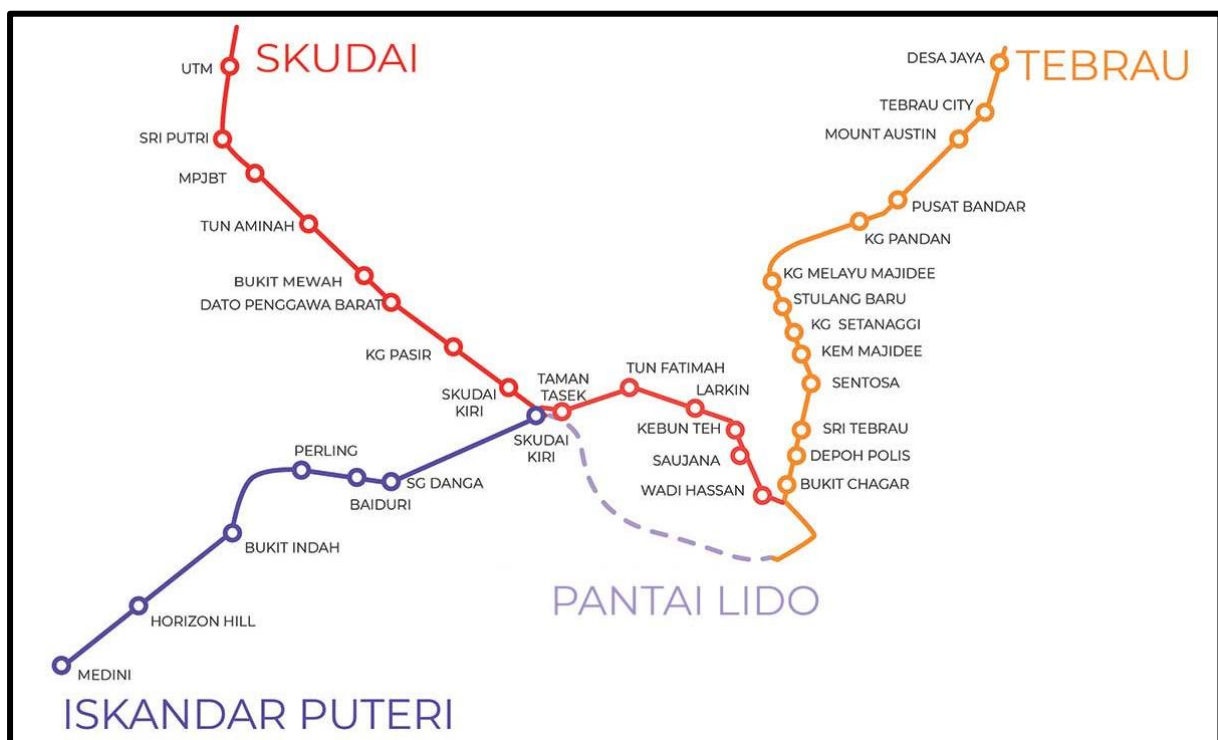 SKUDAI
UTM
SRI PUTRI
MPJBT
TUN AMINAH
BUKIT MEWAH
DATO PENGGAWA BARAT
KG PASIR
SKUDAI
KIRI
TAMAN
TASEK
TUN FATIMAH
LARKIN
KEBUN TEH
SAUJANA
WADI HASSAN
TEBRAU
DESA JAYA
TEBRAU CITY
MOUNT AUSTIN
PUSAT BANDAR
KG PANDAN
KG MELAYU MAJIDEE
STULANG BARU
KG SETANAGGI
KEM MAJIDEE
SENTOSA
SRI TEBRAU
DEPOH POLIS
BUKIT CHAGAR
SKUDAI
KIRI
SG DANGA
BAIDURI
PERLING
BUKIT INDAH
HORIZON HILL
MEDINI
ISKANDAR PUTERI
PANTAI LIDO